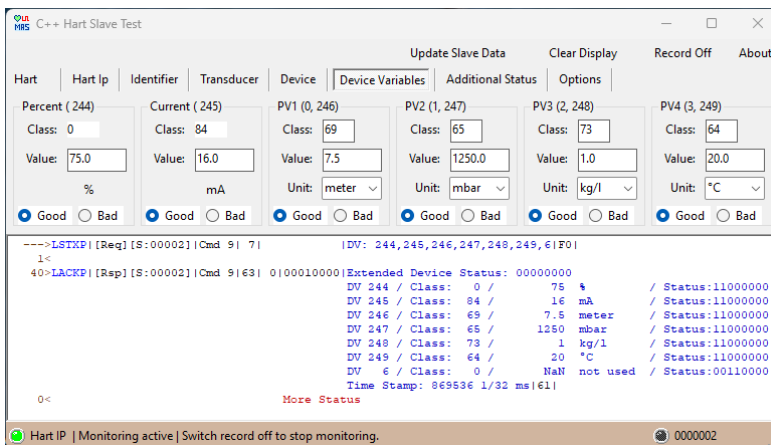 MRS C++ Hart Slave Test
Update Slave Data Clear Display Record Off About
Hart Hart Ip Identifier Transducer Device Device Variables Additional Status Options
Percent ( 244) Current ( 245) PV1 (0, 246) PV2 (1, 247) PV3 (2, 248) PV4 (3, 249)
Class: 0 Class: 84 Class: 69 Class: 65 Class: 73 Class: 64
Value: 75.0 Value: 16.0 Value: 7.5 Value: 1250.0 Value: 1.0 Value: 20.0
% mA Unit: meter Unit: mbar Unit: kg/l Unit: °C
Good Bad Good Bad Good Bad Good Bad Good Bad Good Bad
--->LSTXP|[Req][S:00002]|Cmd 9| 7| |DV: 244,245,246,247,248,249,6|F0|
1<
40>LACKP|[Rsp][S:00002]|Cmd 9|63| 0|00010000|Extended Device Status: 00000000
DV 244 / Class: 0 / 75 % / Status:11000000
DV 245 / Class: 84 / 16 mA / Status:11000000
DV 246 / Class: 69 / 7.5 meter / Status:11000000
DV 247 / Class: 65 / 1250 mbar / Status:11000000
DV 248 / Class: 73 / 1 kg/l / Status:11000000
DV 249 / Class: 64 / 20 °C / Status:11000000
DV 6 / Class: 0 / NaN not used / Status:00110000
Time Stamp: 869536 1/32 ms|61|
0< More Status
Hart IP | Monitoring active | Switch record off to stop monitoring. 0000002